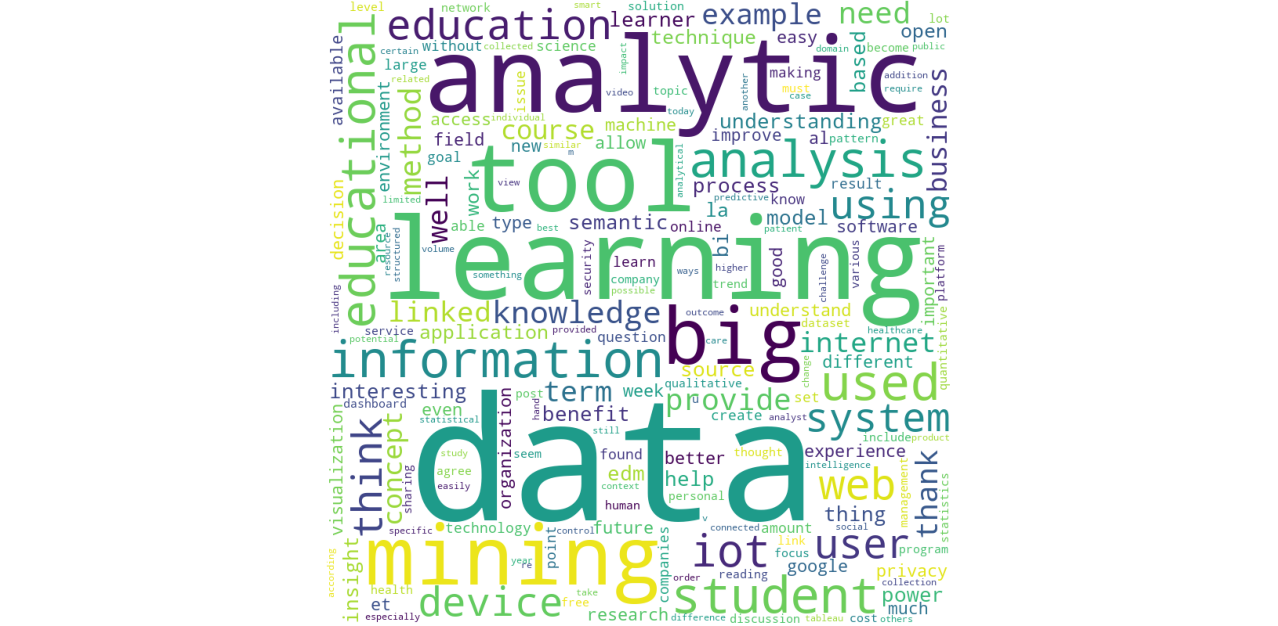 level
network
smart
solution
lot
education
learner
example
need
open
certain
without
collected
science
technique
easy
domain
become
public
large
related
analytic
impact
making
based
addition
require
available
educational
environment
method
issue
video
topic
must
case
another
today
access
individual
course
machine
understanding
great
business
field
new
similar
allow
improve
al
pattern
goal
m
tool
analytical
analysis
decision
limited
well
work
view
process
know
result
predictive
using
area
able
type
semantic
online
la
model
patient
software
best
bi
resource
structured
volume
learning
something
security
learn
company
possible
ways
higher
trend
good
challenge
various
important
platform
including
linked
knowledge
big
outcome
understand
dataset
healthcare
internet
quantitative
service
application
provided
question
care
potential
information
source
change
different
used
interesting
term
week
qualitative
set
dashboard
post
hand
u
provide
system
even
statistical
organization
benefit
create
analyst
still
visualization
think
concept
sharing
data
study
agree
easily
seem
found
better
thought
experience
include
product
intelligence
edm
context
help
personal
human
web
management
thank
statistics
specific
technology
control
future
v
connected
amount
thing
social
mining
point
year
re
companies
iot
link
focus
user
program
google
according
insight
health
et
especially
device
take
free
order
reading
student
privacy
collection
power
much
research
difference
discussion
tableau
cost
others